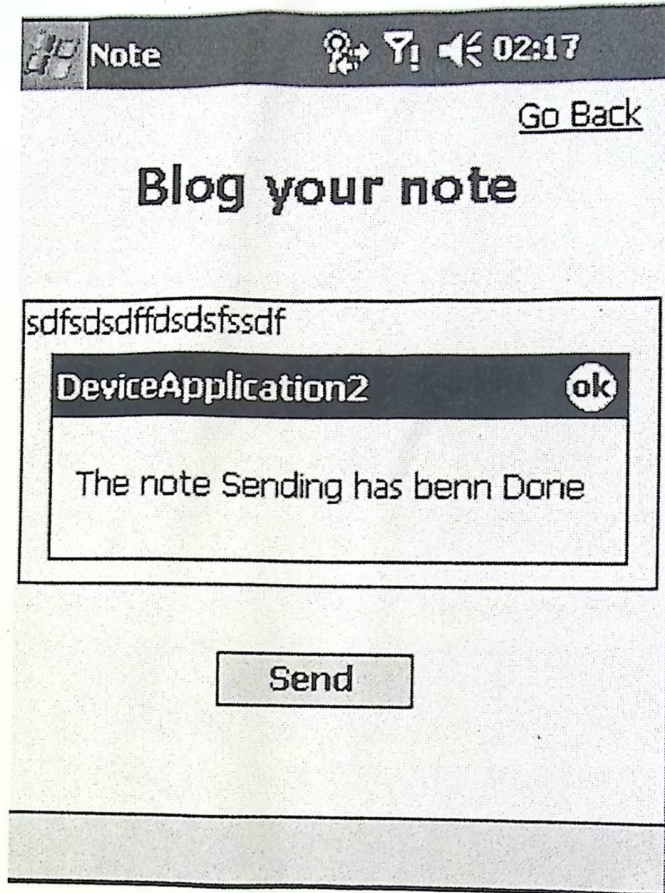 Note 02:17
Go Back
Blog your note
sdfsdsdffdsdsfssdf
DeviceApplication2 ok
The note Sending has benn Done
Send